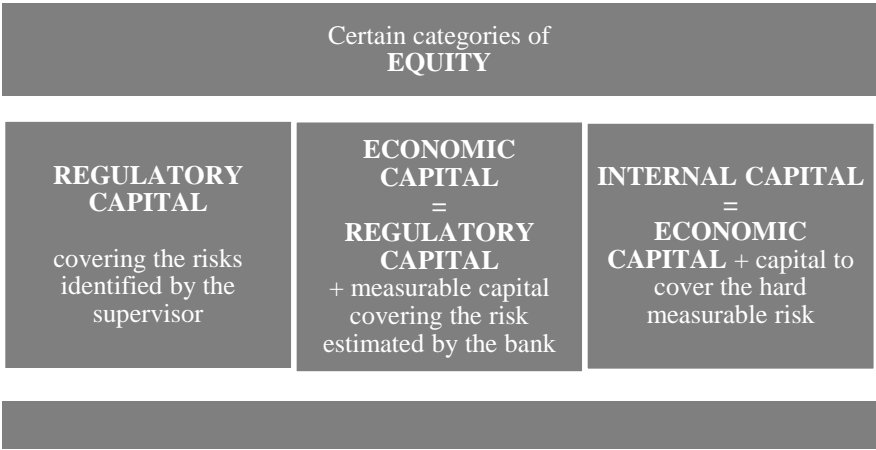 Certain categories of
EQUITY
REGULATORY
CAPITAL
covering the risks
identified by the
supervisor
ECONOMIC
CAPITAL
=
REGULATORY
CAPITAL
+ measurable capital
covering the risk
estimated by the bank
INTERNAL CAPITAL
=
ECONOMIC
CAPITAL + capital to
cover the hard
measurable risk